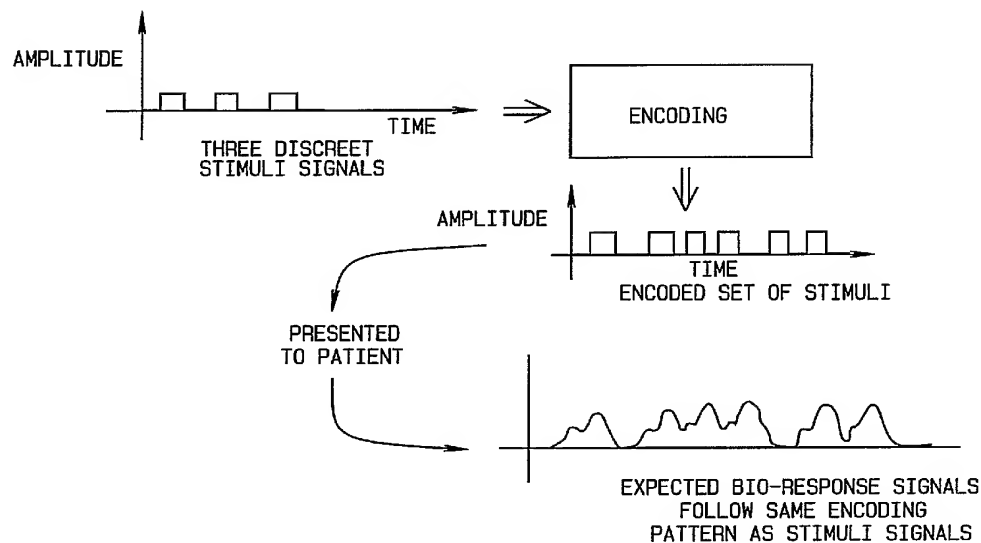 AMPLITUDE
TIME
THREE DISCREET
STIMULI SIGNALS
ENCODING
AMPLITUDE
TIME
ENCODED SET OF STIMULI
PRESENTED
TO PATIENT
EXPECTED BIO-RESPONSE SIGNALS
FOLLOW SAME ENCODING
PATTERN AS STIMULI SIGNALS